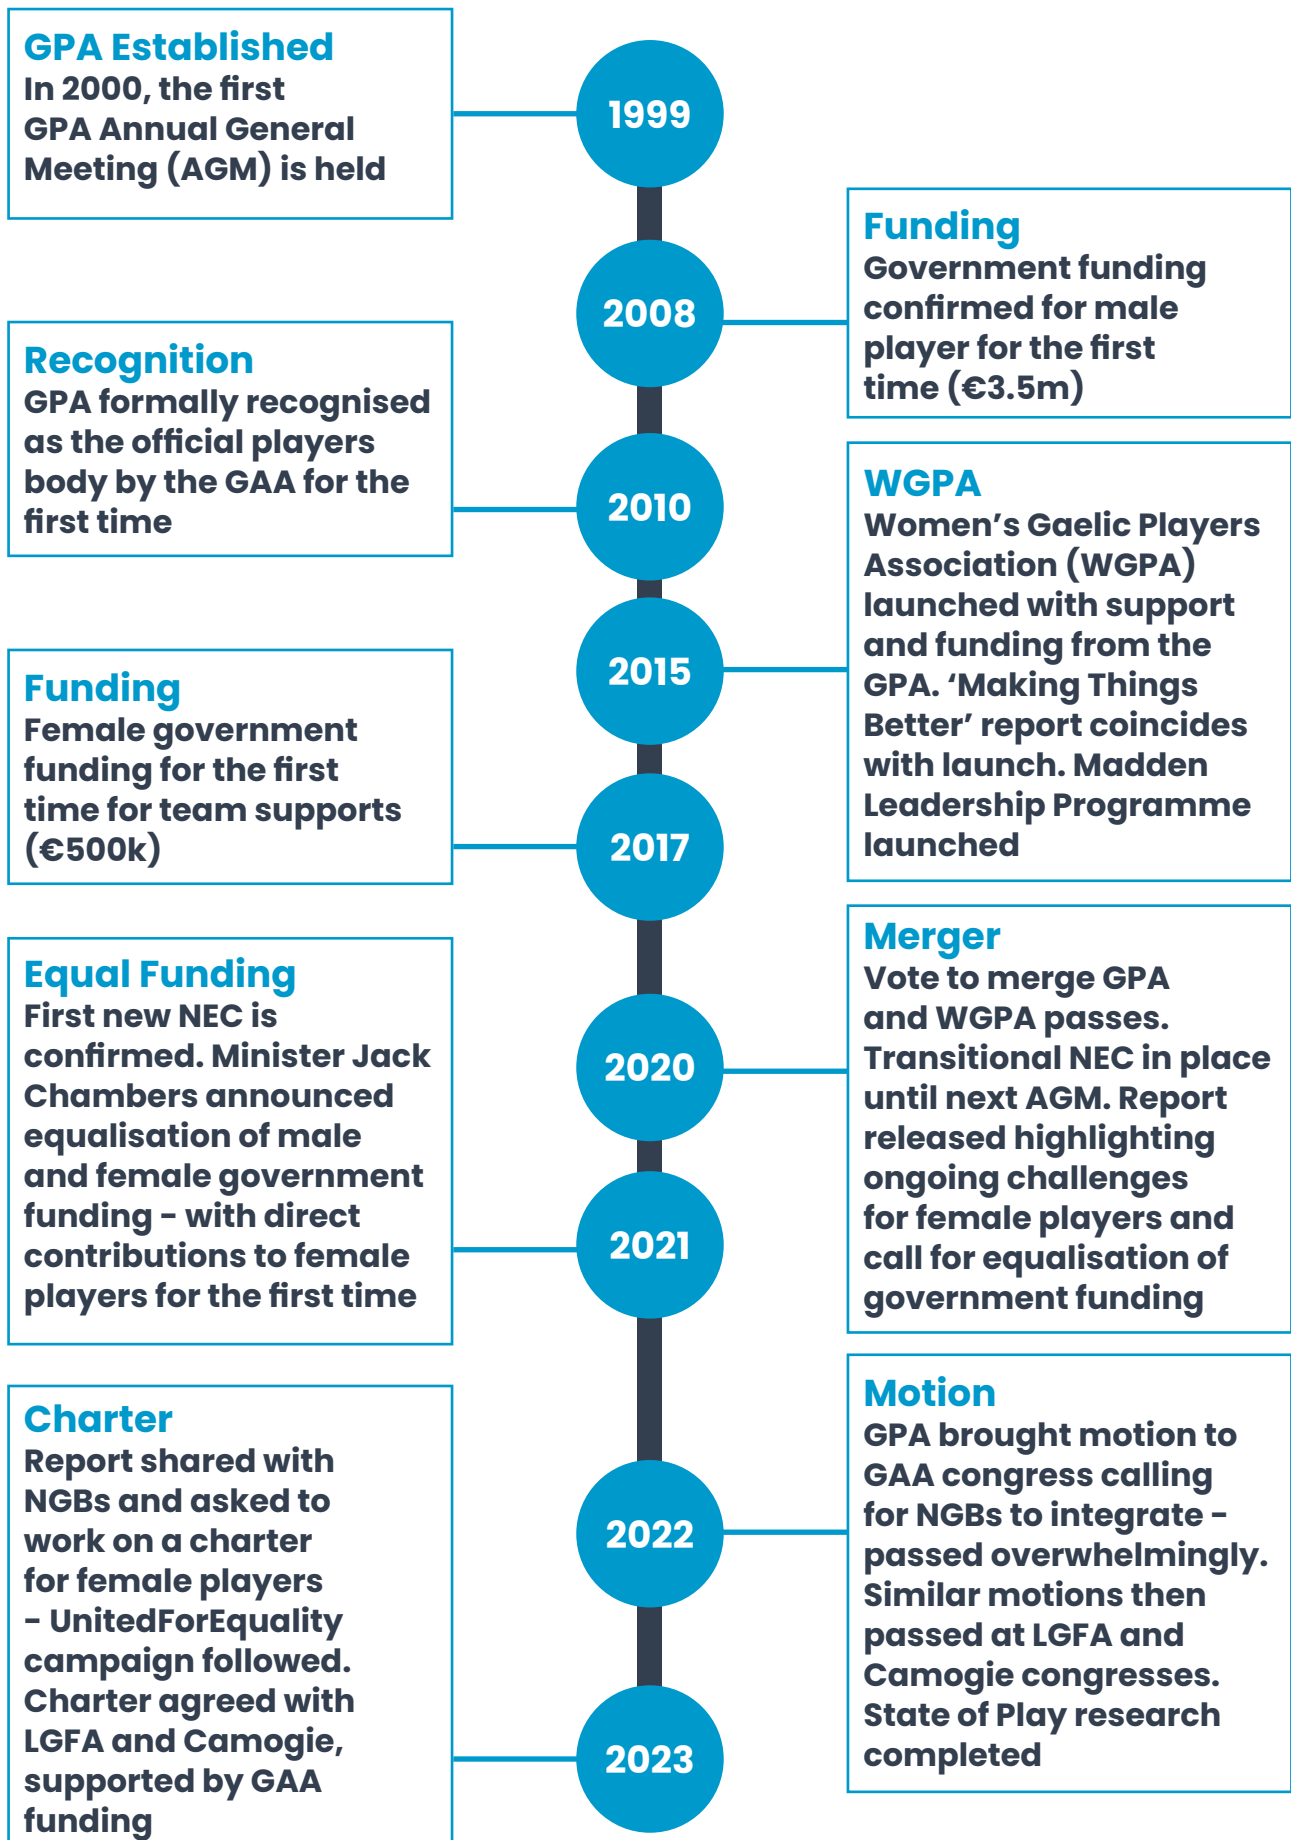 GPA Established
In 2000, the first
GPA Annual General
Meeting (AGM) is held
1999
Funding
Government funding
confirmed for male
player for the first
time (€3.5m)
2008
Recognition
GPA formally recognised
as the official players
body by the GAA for the
first time
2010
WGPA
Women's Gaelic Players
Association (WGPA)
launched with support
and funding from the
GPA. ‘Making Things
Better’ report coincides
with launch. Madden
Leadership Programme
launched
2015
Funding
Female government
funding for the first
time for team supports
(€500k)
2017
Merger
Vote to merge GPA
and WGPA passes.
Transitional NEC in place
until next AGM. Report
released highlighting
ongoing challenges
for female players and
call for equalisation of
government funding
2020
Equal Funding
First new NEC is
confirmed. Minister Jack
Chambers announced
equalisation of male
and female government
funding - with direct
contributions to female
players for the first time
2021
Motion
GPA brought motion to
GAA congress calling
for NGBs to integrate -
passed overwhelmingly.
Similar motions then
passed at LGFA and
Camogie congresses.
State of Play research
completed
2022
Charter
Report shared with
NGBs and asked to
work on a charter
for female players
- UnitedForEquality
campaign followed.
Charter agreed with
LGFA and Camogie,
supported by GAA
funding
2023